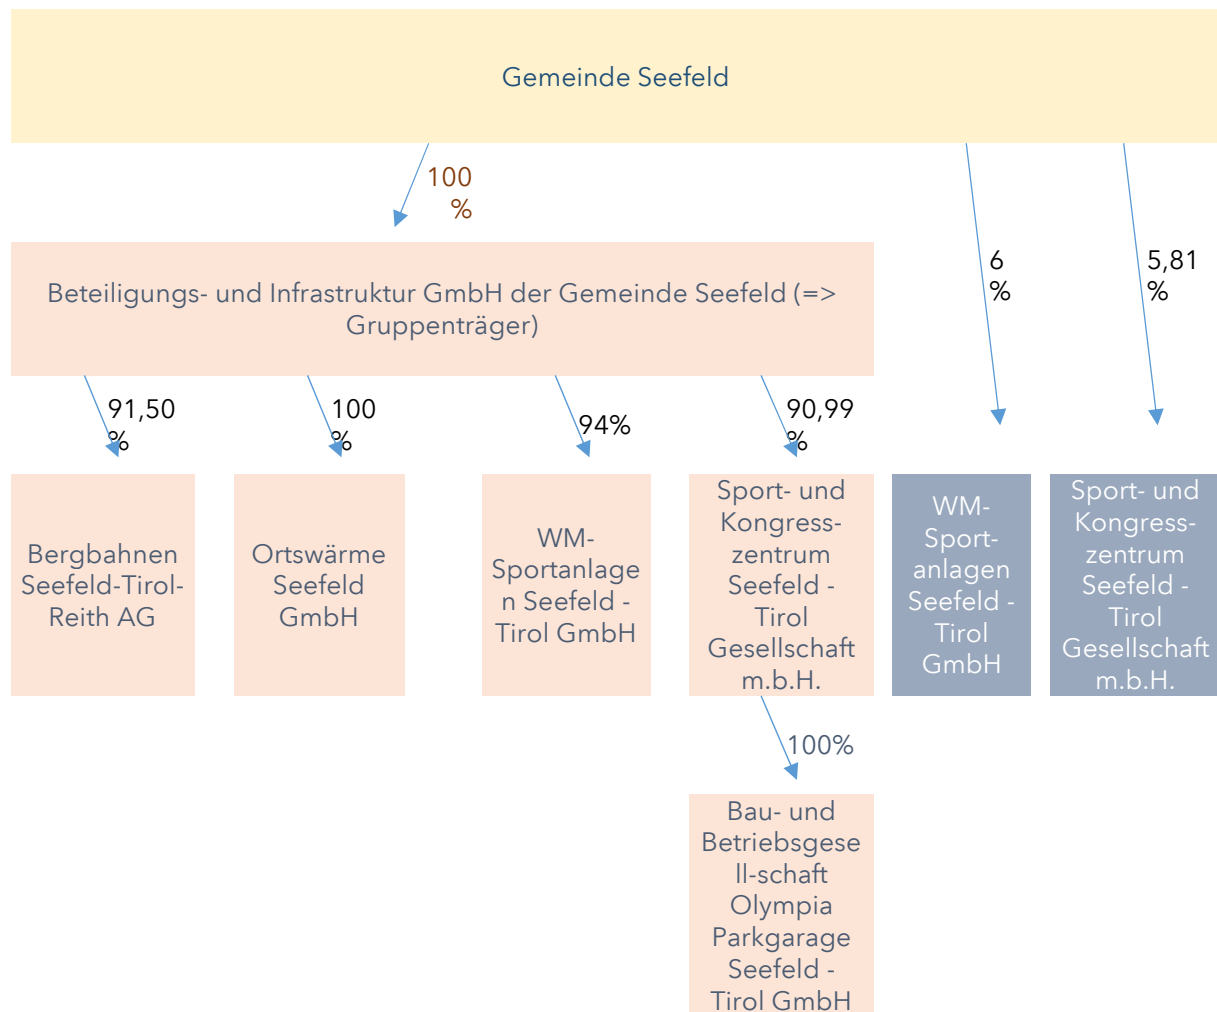 Gemeinde Seefeld
100
%
6
%
5,81
%
Beteiligungs- und Infrastruktur GmbH der Gemeinde Seefeld (=>
Gruppenträger)
91,50
%
100
%
94%
90,99
%
Bergbahnen
Seefeld-Tirol-
Reith AG
Ortswärme
Seefeld
GmbH
WM-
Sportanlage
n Seefeld -
Tirol GmbH
Sport- und
Kongress-
zentrum
Seefeld -
Tirol
Gesellschaft
m.b.H.
WM-
Sport-
anlagen
Seefeld -
Tirol
GmbH
Sport- und
Kongress-
zentrum
Seefeld -
Tirol
Gesellschaft
m.b.H.
100%
Bau- und
Betriebsgese
ll-schaft
Olympia
Parkgarage
Seefeld -
Tirol GmbH